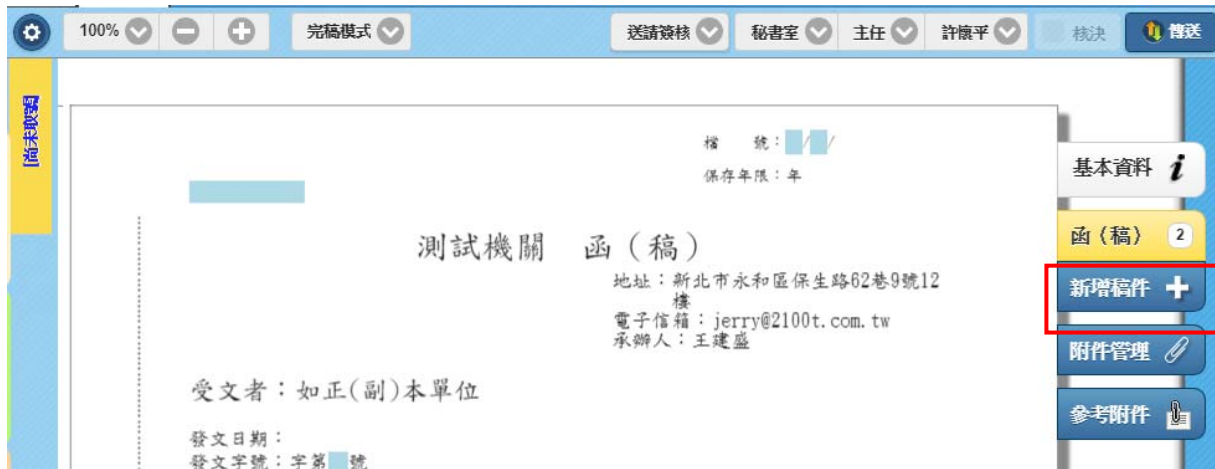 100% 完稿模式 送請簽核 秘書室 主任 許懷平 核決 傳送
[尚未取號]
檔 號： / /
保存年限：年
測試機關 函（稿）
地址：新北市永和區保生路62巷9號12
樓
電子信箱：jerry@2100t.com.tw
承辦人：王建盛
受文者：如正(副)本單位
發文日期：
發文字號：字第 號
基本資料 i
函（稿） 2
新增稿件
附件管理
參考附件